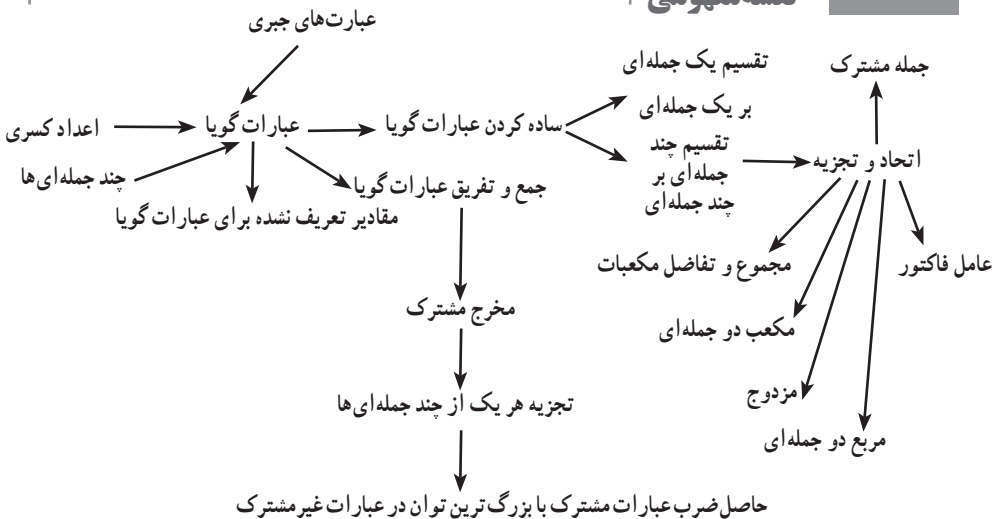 عبارت‌های جبری
تقسیم یک جمله‌ای
بر یک جمله‌ای
جمله مشترک
اعداد کسری
عبارات گویا
ساده کردن عبارات گویا
تقسیم چند
جمله‌ای بر
چند جمله‌ای
اتحاد و تجزیه
چند جمله‌ای‌ها
جمع و تفریق عبارات گویا
مقادیر تعریف نشده برای عبارات گویا
مجموع و تفاضل مکعبات
عامل فاکتور
مخرج مشترک
مکعب دو جمله‌ای
مزدوج
تجزیه هر یک از چند جمله‌ای‌ها
مربع دو جمله‌ای
حاصل‌ضرب عبارات مشترک با بزرگ‌ترین توان در عبارات غیرمشترک